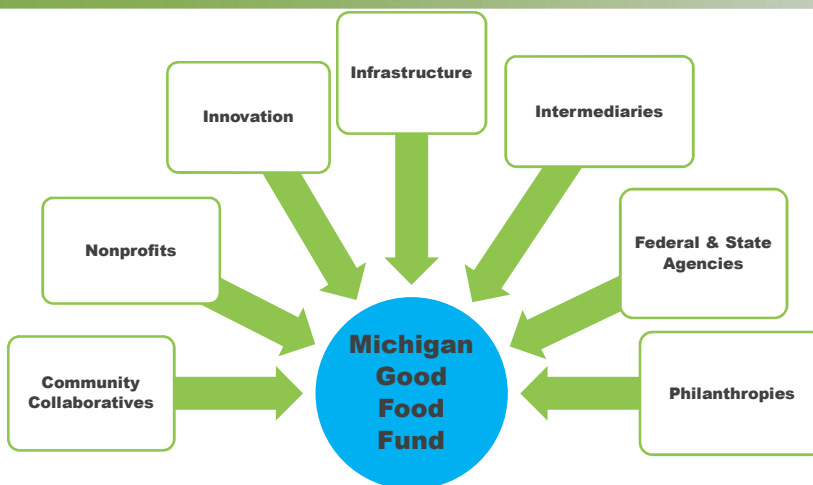 Infrastructure
Innovation
Intermediaries
Nonprofits
Federal & State
Agencies
Michigan
Good
Food
Fund
Community
Collaboratives
Philanthropies